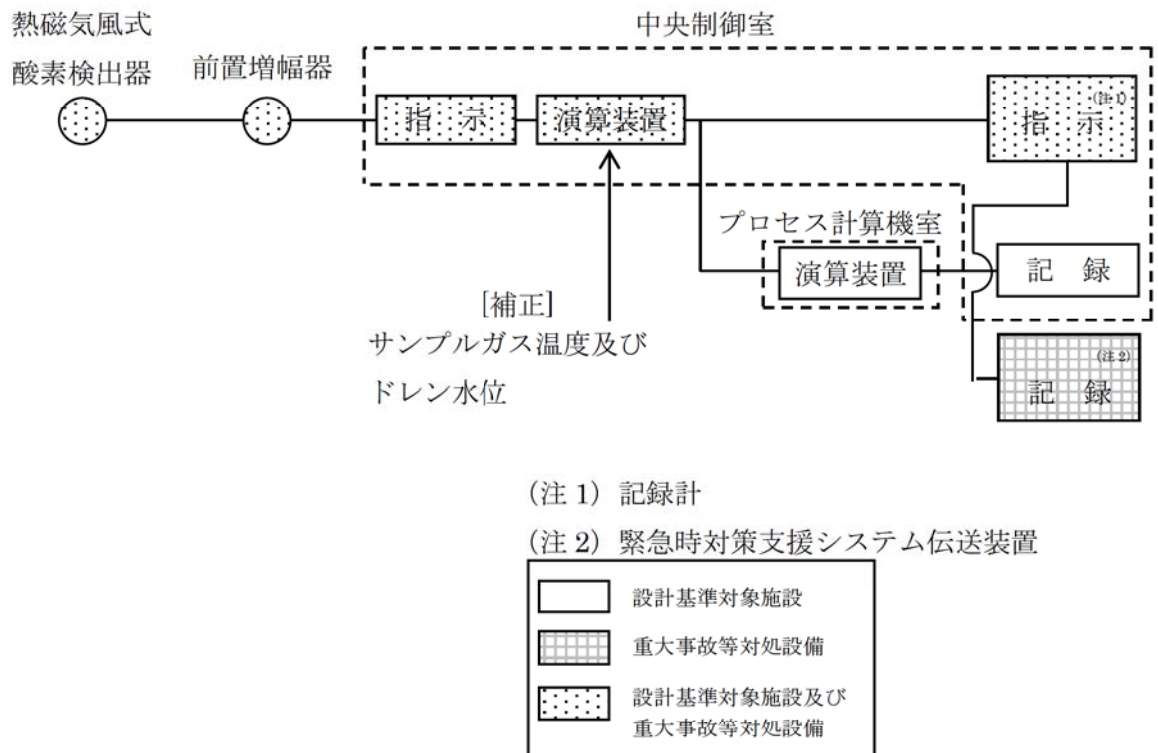 熱磁気風式
酸素検出器
前置増幅器
中央制御室
指 示
演算装置
(注1)
指 示
プロセス計算機室
演算装置
記 録
[補正]
サンプルガス温度及び
ドレン水位
(注2)
記 録
(注 1) 記録計
(注 2) 緊急時対策支援システム伝送装置
設計基準対象施設
重大事故等対処設備
設計基準対象施設及び
重大事故等対処設備